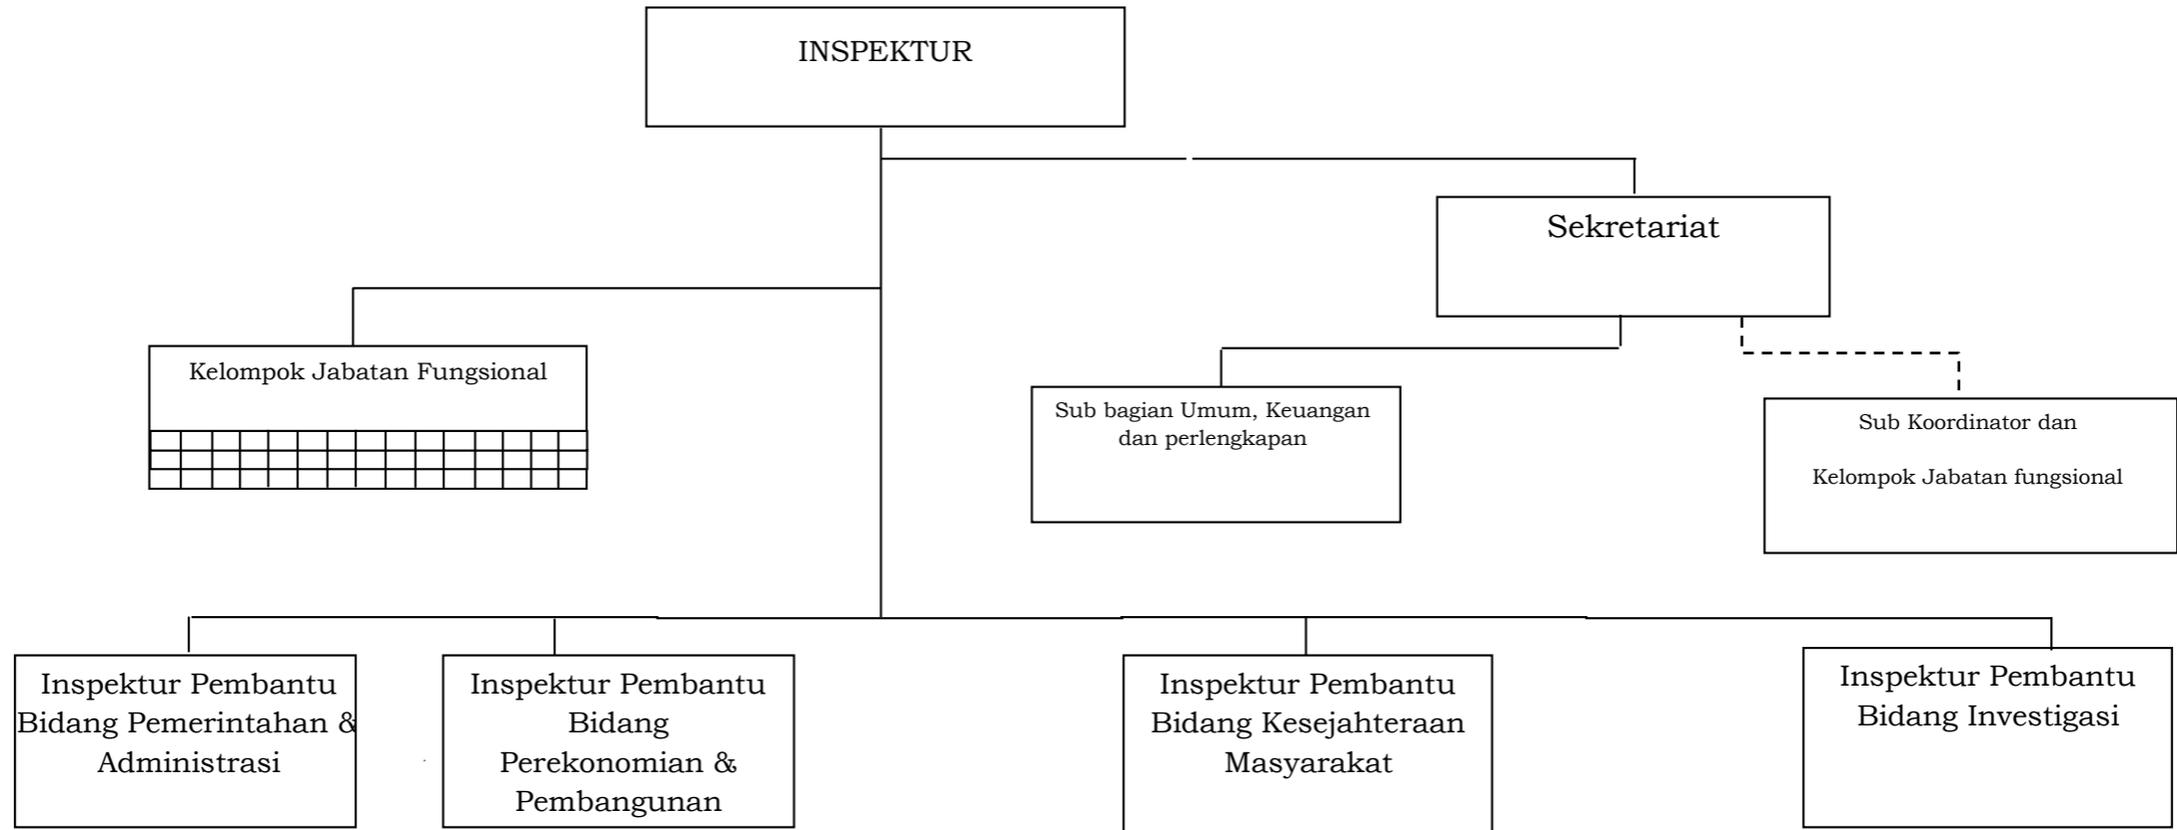 INSPEKTUR
Sekretariat
Kelompok Jabatan Fungsional
Sub bagian Umum, Keuangan
dan perlengkapan
Sub Koordinator dan
Kelompok Jabatan fungsional
Inspektur Pembantu
Bidang Pemerintahan &
Administrasi
Inspektur Pembantu
Bidang
Perekonomian &
Pembangunan
Inspektur Pembantu
Bidang Kesejahteraan
Masyarakat
Inspektur Pembantu
Bidang Investigasi